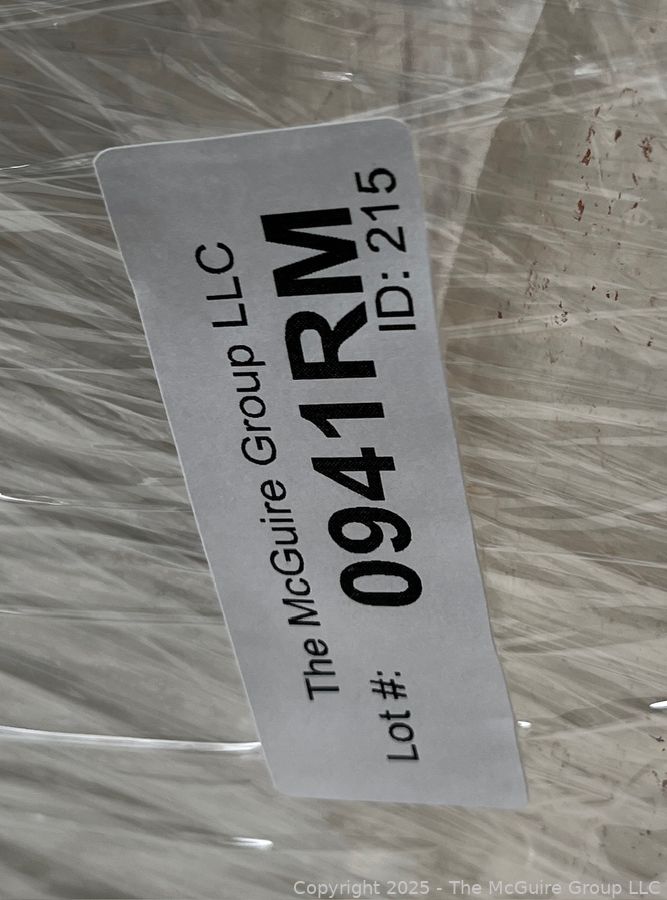 The McGuire Group LLC
Lot #: 0941RM
ID: 215
Copyright 2025 - The McGuire Group LLC